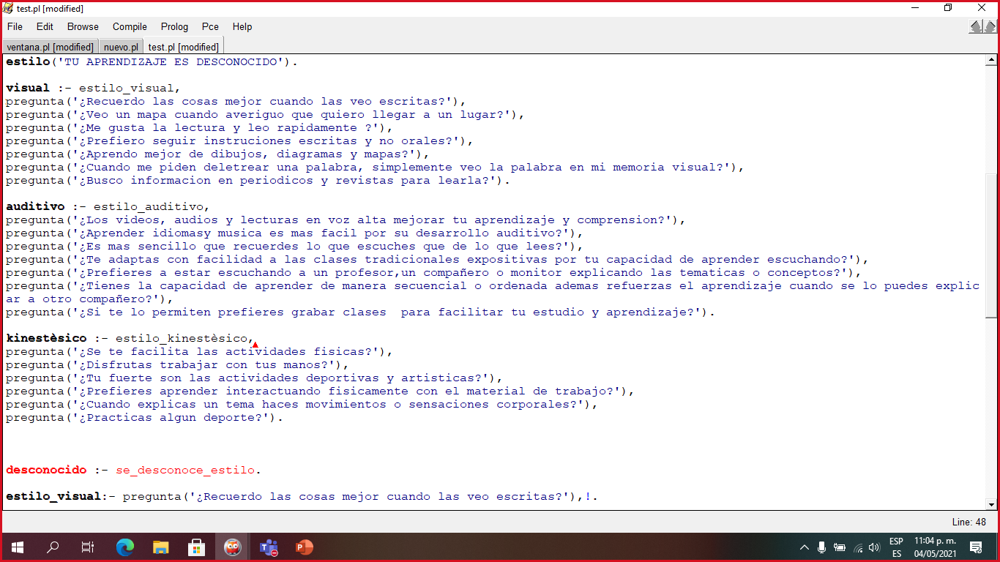 test.pl [modified]
File Edit Browse Compile Prolog Pce Help
ventana.pl [modified] nuevo.pl test.pl [modified]
estilo('TU APRENDIZAJE ES DESCONOCIDO').
visual :- estilo_visual,
pregunta('¿Recuerdo las cosas mejor cuando las veo escritas?'),
pregunta('¿Veo un mapa cuando averiguo que quiero llegar a un lugar?'),
pregunta('¿Me gusta la lectura y leo rapidamente ?'),
pregunta('¿Prefiero seguir instruciones escritas y no orales?'),
pregunta('¿Aprendo mejor de dibujos, diagramas y mapas?'),
pregunta('¿Cuando me piden deletrear una palabra, simplemente veo la palabra en mi memoria visual?'),
pregunta('¿Busco informacion en periodicos y revistas para learla?').
auditivo :- estilo_auditivo,
pregunta('¿Los videos, audios y lecturas en voz alta mejorar tu aprendizaje y comprension?'),
pregunta('¿Aprender idiomasy musica es mas facil por su desarrollo auditivo?'),
pregunta('¿Es mas sencillo que recuerdes lo que escuches que de lo que lees?'),
pregunta('¿Te adaptas con facilidad a las clases tradicionales expositivas por tu capacidad de aprender escuchando?'),
pregunta('¿Prefieres a estar escuchando a un profesor,un compañero o monitor explicando las tematicas o conceptos?'),
pregunta('¿Tienes la capacidad de aprender de manera secuencial o ordenada ademas refuerzas el aprendizaje cuando se lo puedes explic
ar a otro compañero?'),
pregunta('¿Si te lo permiten prefieres grabar clases  para facilitar tu estudio y aprendizaje?').
kinestèsico :- estilo_kinestèsico,
pregunta('¿Se te facilita las actividades fisicas?'),
pregunta('¿Disfrutas trabajar con tus manos?'),
pregunta('¿Tu fuerte son las actividades deportivas y artisticas?'),
pregunta('¿Prefieres aprender interactuando fisicamente con el material de trabajo?'),
pregunta('¿Cuando explicas un tema haces movimientos o sensaciones corporales?'),
pregunta('¿Practicas algun deporte?').
desconocido :- se_desconoce_estilo.
estilo_visual:- pregunta('¿Recuerdo las cosas mejor cuando las veo escritas?'),!.
Line: 48
ESP 11:04 p. m.
ES 04/05/2021